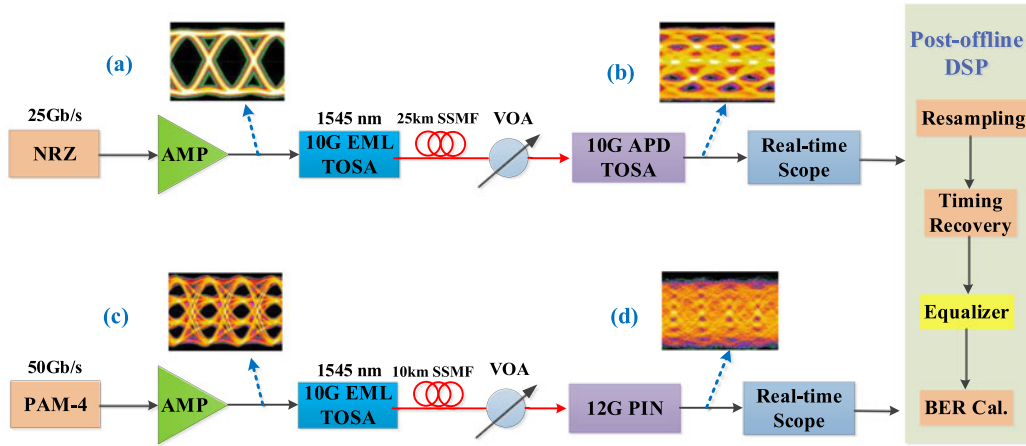 (a)
(b)
Post-offline
DSP
25Gb/s
NRZ
AMP
1545 nm
10G EML
TOSA
25km SSMF
VOA
10G APD
TOSA
Real-time
Scope
Resampling
Timing
Recovery
Equalizer
BER Cal.
(c)
(d)
50Gb/s
PAM-4
AMP
1545 nm
10G EML
TOSA
10km SSMF
VOA
12G PIN
Real-time
Scope